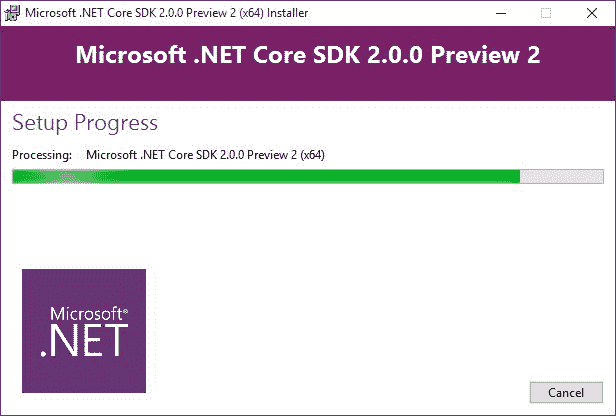 Microsoft .NET Core SDK 2.0.0 Preview 2 (x64) Installer
Microsoft .NET Core SDK 2.0.0 Preview 2
Setup Progress
Processing: Microsoft .NET Core SDK 2.0.0 Preview 2 (x64)
Microsoft®
.NET
Cancel